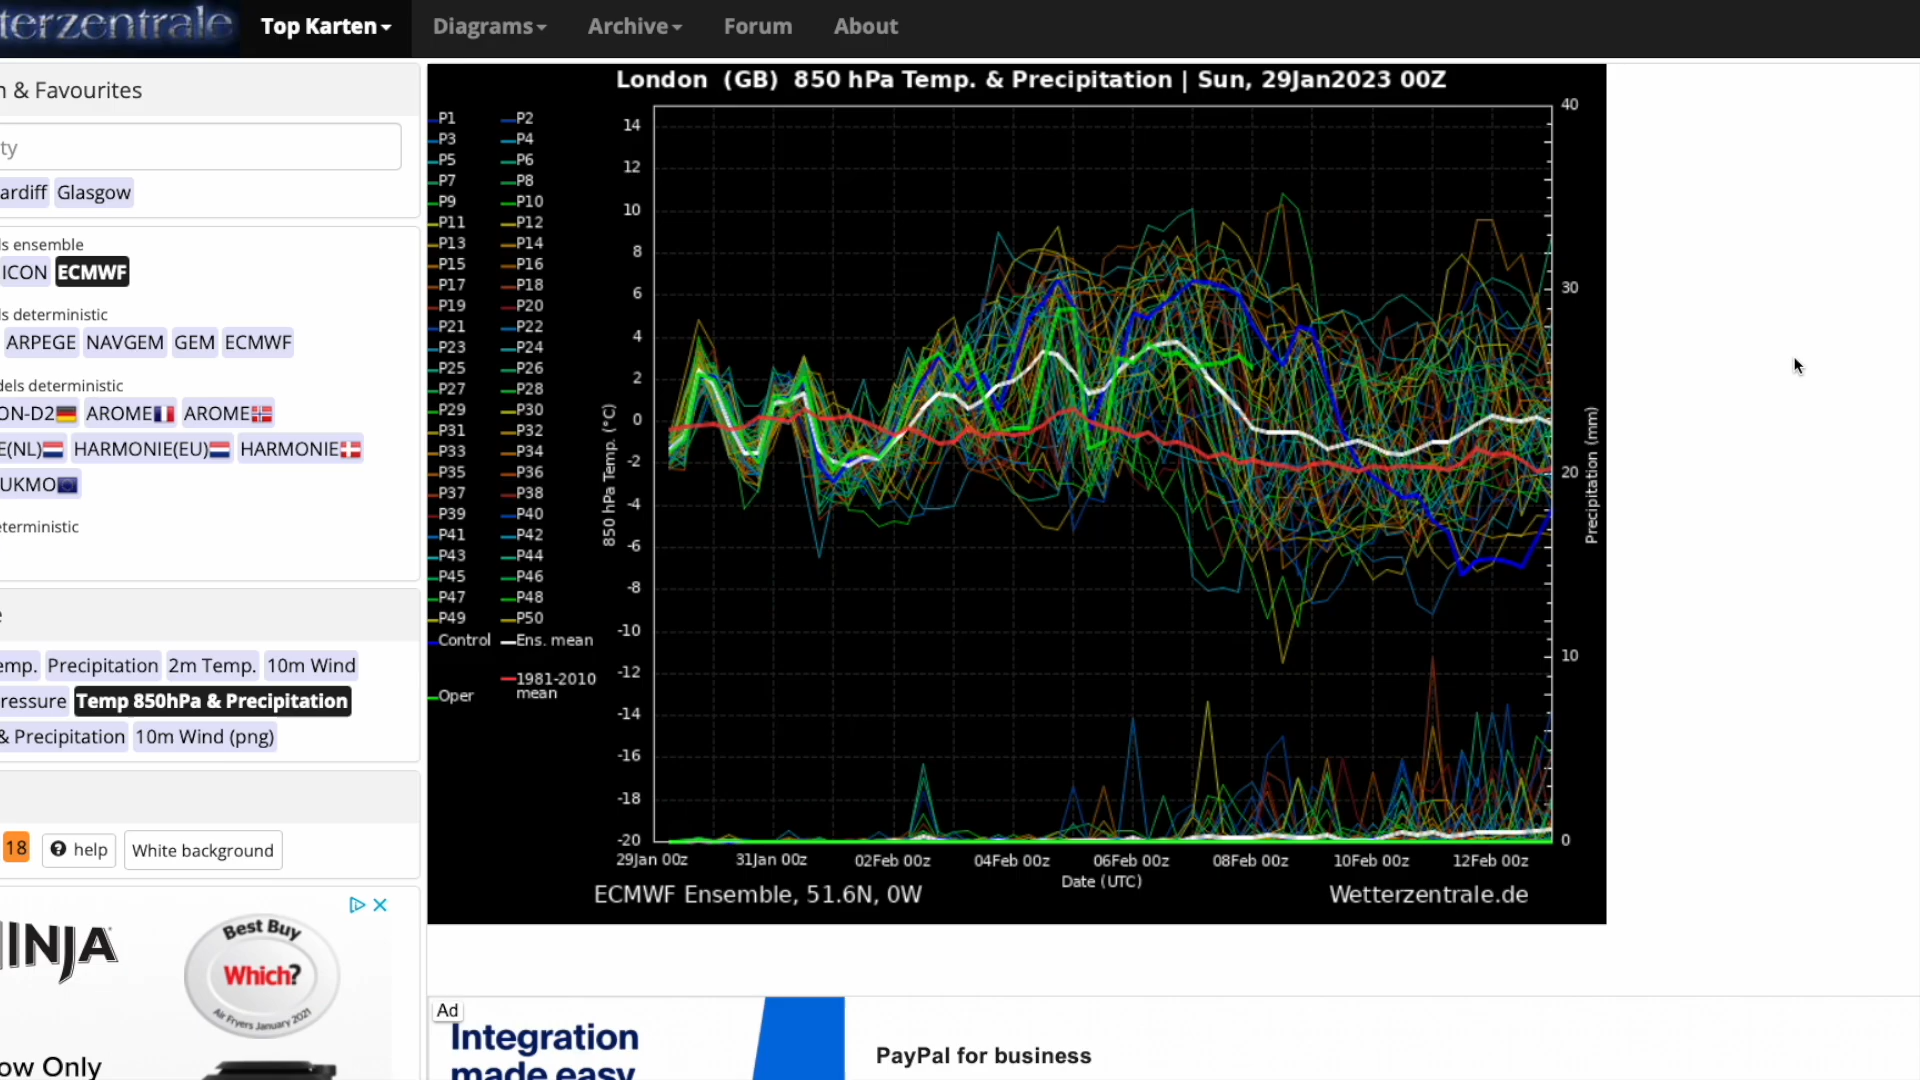 terzentrale Top Karten Diagrams Archive Forum About
n & Favourites
ty
ardiff Glasgow
ls ensemble
ICON ECMWF
ls deterministic
ARPEGE NAVGEM GEM ECMWF
dels deterministic
ON-D2 AROME AROME
E(NL) HARMONIE(EU) HARMONIE
UKMO
eterministic
e
emp. Precipitation 2m Temp. 10m Wind
ressure Temp 850hPa & Precipitation
& Precipitation 10m Wind (png)
18 help White background
INJA
Best Buy
Which?
Air Fryers January 2021
ow Only
London (GB) 850 hPa Temp. & Precipitation | Sun, 29Jan2023 00Z
P1 P2
P3 P4
P5 P6
P7 P8
P9 P10
P11 P12
P13 P14
P15 P16
P17 P18
P19 P20
P21 P22
P23 P24
P25 P26
P27 P28
P29 P30
P31 P32
P33 P34
P35 P36
P37 P38
P39 P40
P41 P42
P43 P44
P45 P46
P47 P48
P49 P50
Control Ens. mean
1981-2010
mean
Oper
850 hPa Temp. (°C)
14
12
10
8
6
4
2
0
-2
-4
-6
-8
-10
-12
-14
-16
-18
-20
40
30
20
10
0
Precipitation (mm)
29Jan 00z 31Jan 00z 02Feb 00z 04Feb 00z 06Feb 00z 08Feb 00z 10Feb 00z 12Feb 00z
Date (UTC)
ECMWF Ensemble, 51.6N, 0W Wetterzentrale.de
Ad
Integration
made easy
PayPal for business